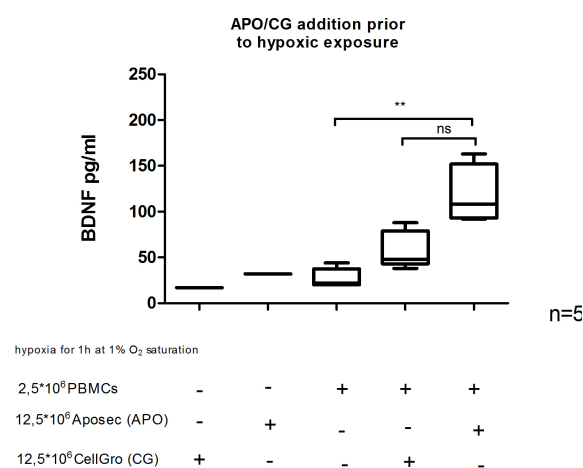 APO/CG addition prior
to hypoxic exposure
250
200
150
100
50
0
BDNF pg/ml
**
ns
n=5
hypoxia for 1h at 1% O₂ saturation
2,5*10⁶PBMCs - - + + +
12,5*10⁶Aposec (APO) - + - - +
12,5*10⁶CellGro (CG) + - - + -